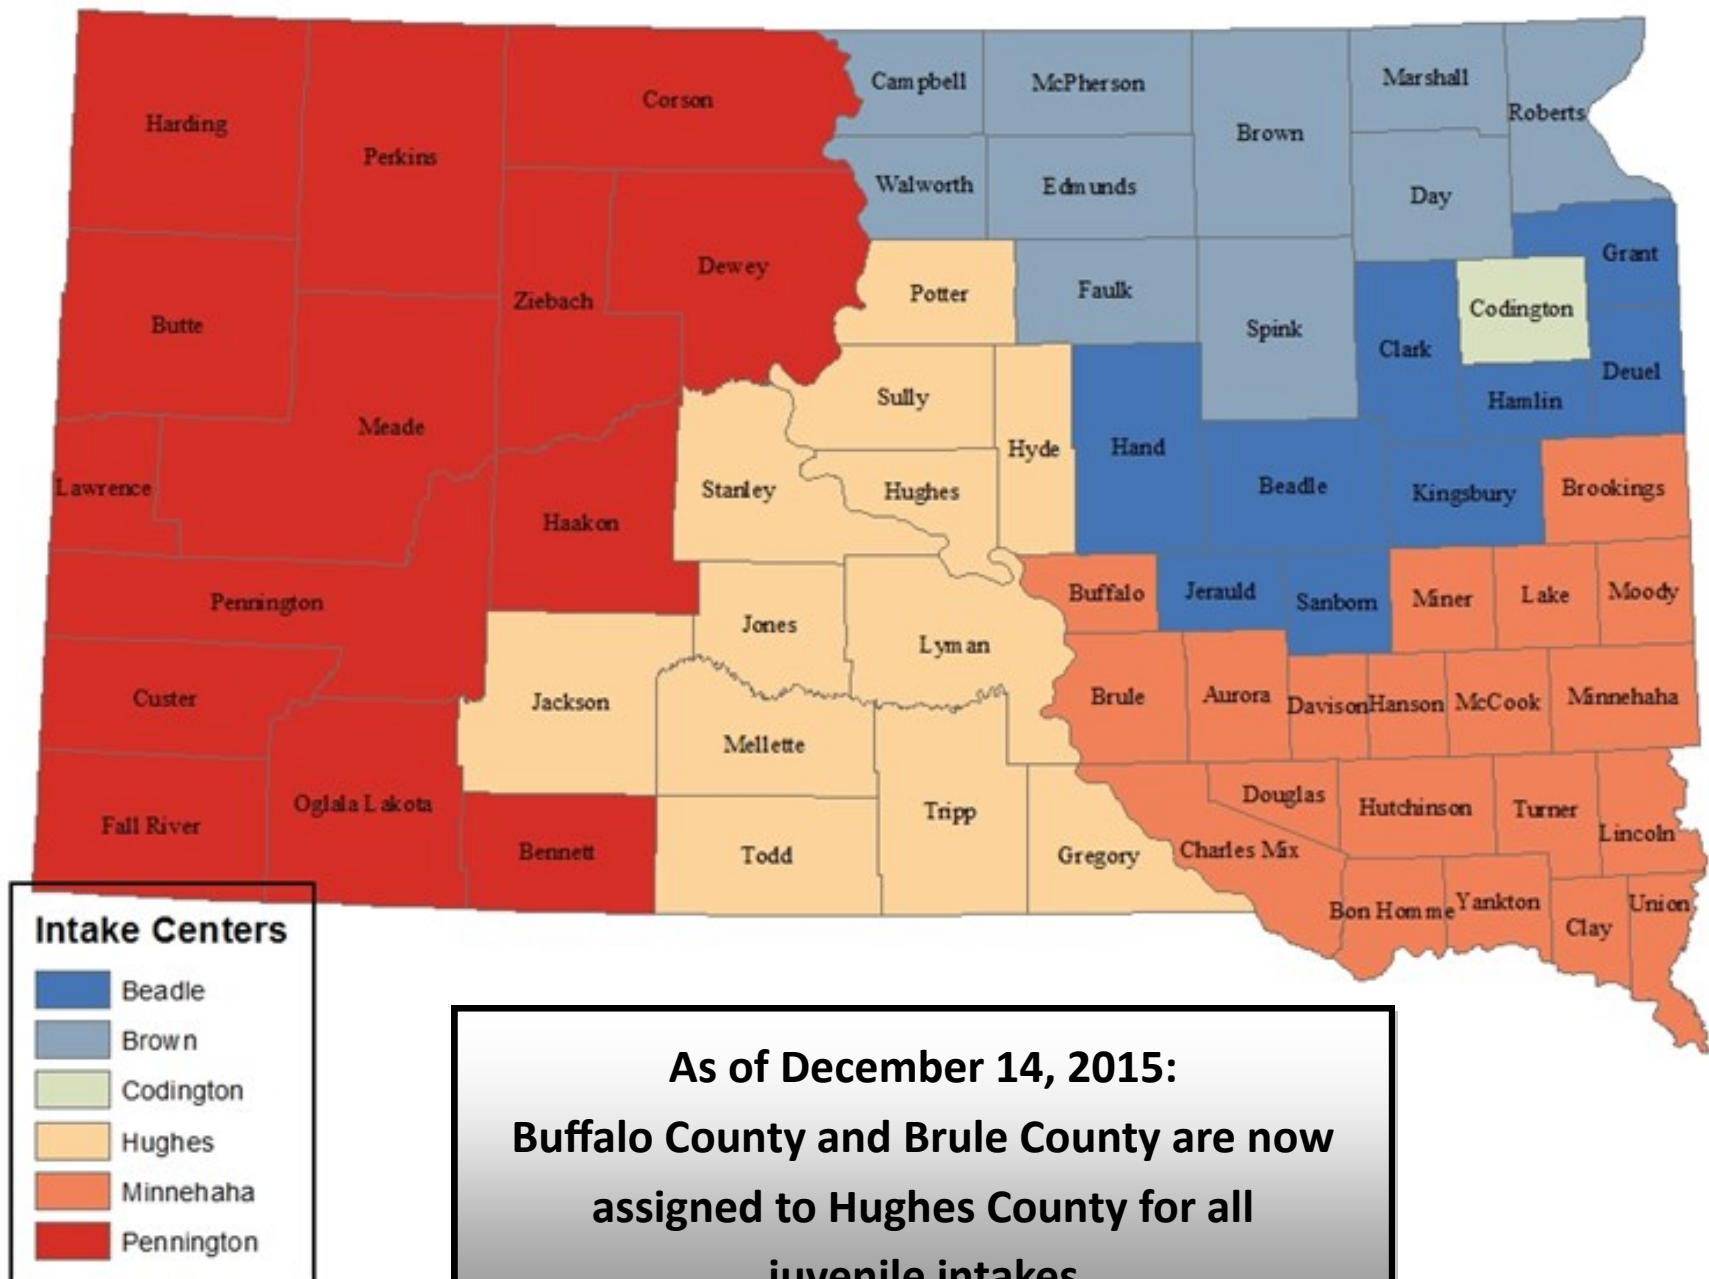 Harding
Perkins
Corson
Campbell
McPherson
Brown
Marshall
Roberts
Walworth
Edmunds
Day
Butte
Ziebach
Dewey
Potter
Faulk
Spink
Clark
Codington
Grant
Deuel
Hamlin
Lawrence
Meade
Haakon
Stanley
Sully
Hughes
Hyde
Hand
Beadle
Kingsbury
Brookings
Pennington
Jones
Lyman
Buffalo
Jerauld
Sanborn
Miner
Lake
Moody
Custer
Jackson
Mellette
Brule
Aurora
Davison
Hanson
McCook
Minnehaha
Fall River
Oglala Lakota
Bennett
Todd
Tripp
Gregory
Charles Mix
Douglas
Hutchinson
Turner
Lincoln
Bon Homme
Yankton
Clay
Union
Intake Centers
Beadle
Brown
Codington
Hughes
Minnehaha
Pennington
As of December 14, 2015:
Buffalo County and Brule County are now
assigned to Hughes County for all
juvenile intakes